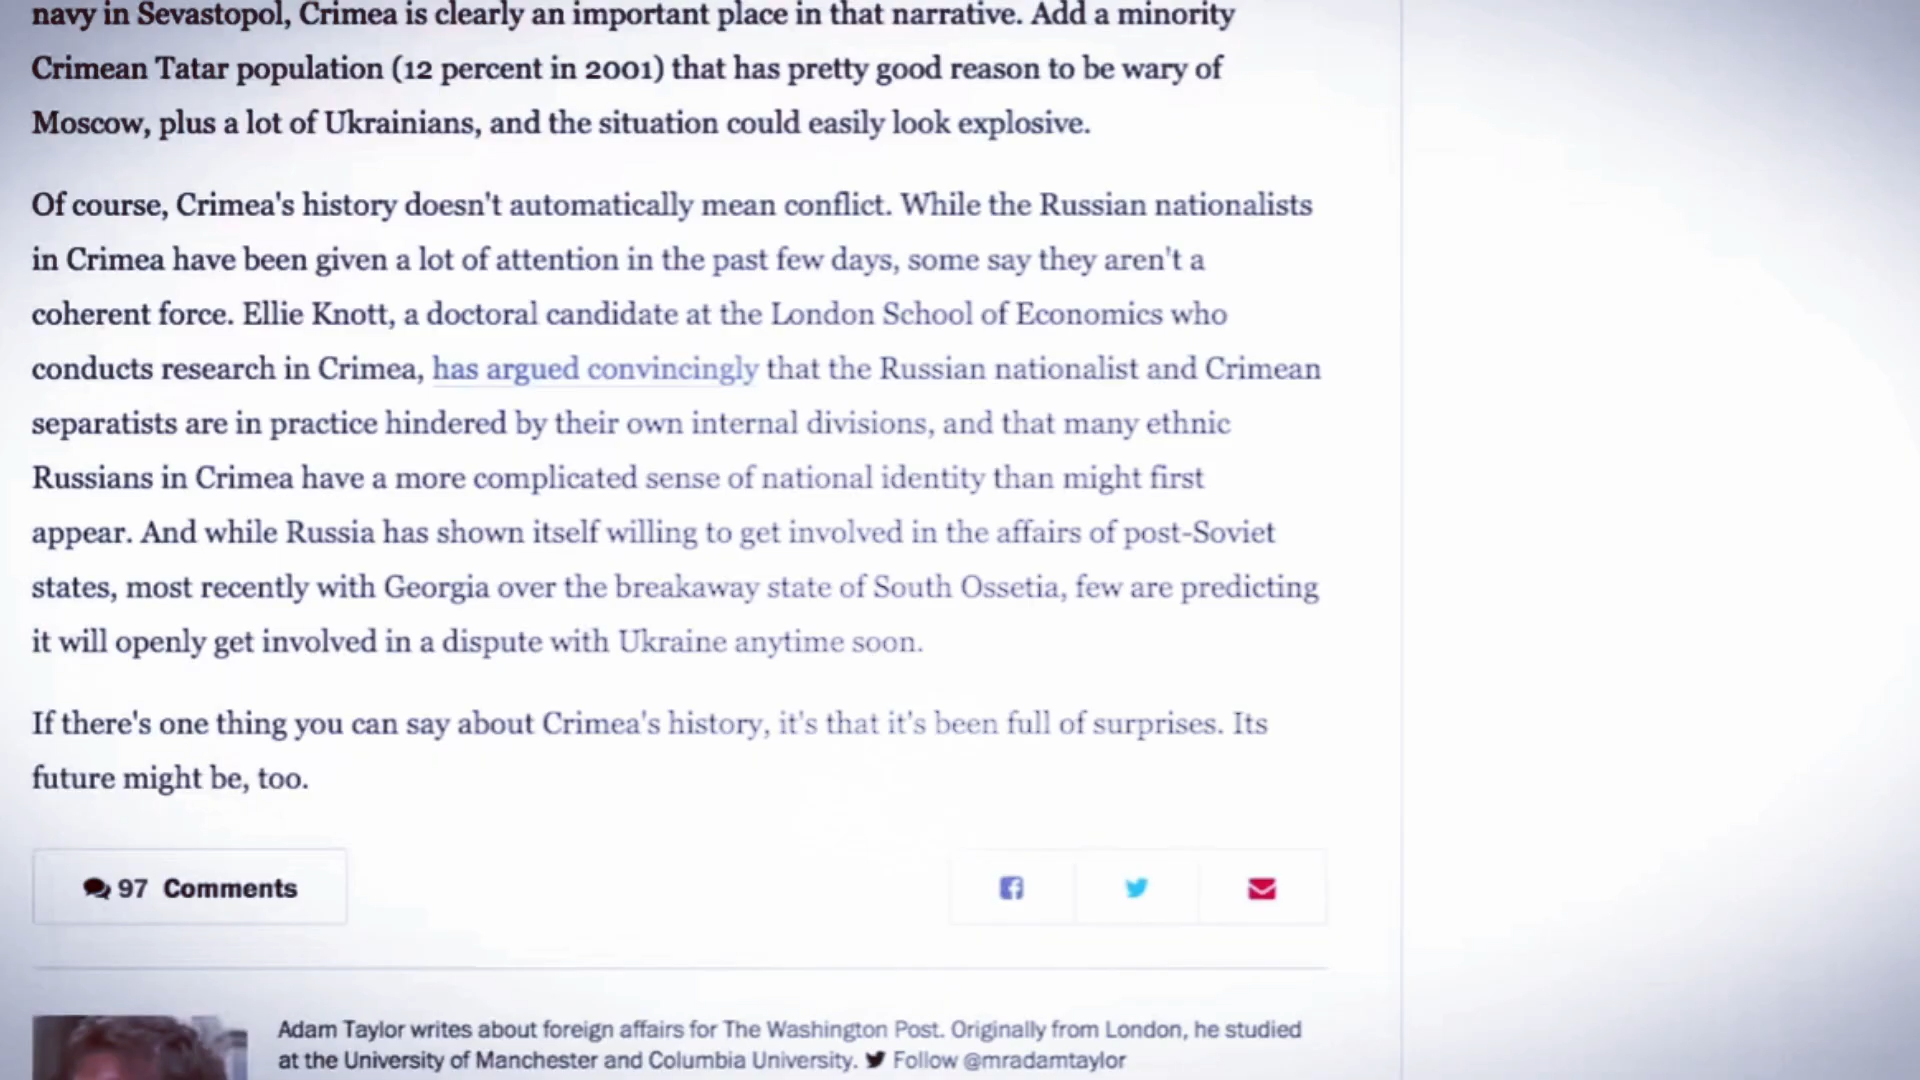 navy in Sevastopol, Crimea is clearly an important place in that narrative. Add a minority
Crimean Tatar population (12 percent in 2001) that has pretty good reason to be wary of
Moscow, plus a lot of Ukrainians, and the situation could easily look explosive.
Of course, Crimea's history doesn't automatically mean conflict. While the Russian nationalists
in Crimea have been given a lot of attention in the past few days, some say they aren't a
coherent force. Ellie Knott, a doctoral candidate at the London School of Economics who
conducts research in Crimea, has argued convincingly that the Russian nationalist and Crimean
separatists are in practice hindered by their own internal divisions, and that many ethnic
Russians in Crimea have a more complicated sense of national identity than might first
appear. And while Russia has shown itself willing to get involved in the affairs of post-Soviet
states, most recently with Georgia over the breakaway state of South Ossetia, few are predicting
it will openly get involved in a dispute with Ukraine anytime soon.
If there's one thing you can say about Crimea's history, it's that it's been full of surprises. Its
future might be, too.
97 Comments
Adam Taylor writes about foreign affairs for The Washington Post. Originally from London, he studied
at the University of Manchester and Columbia University. Follow @mradamtaylor